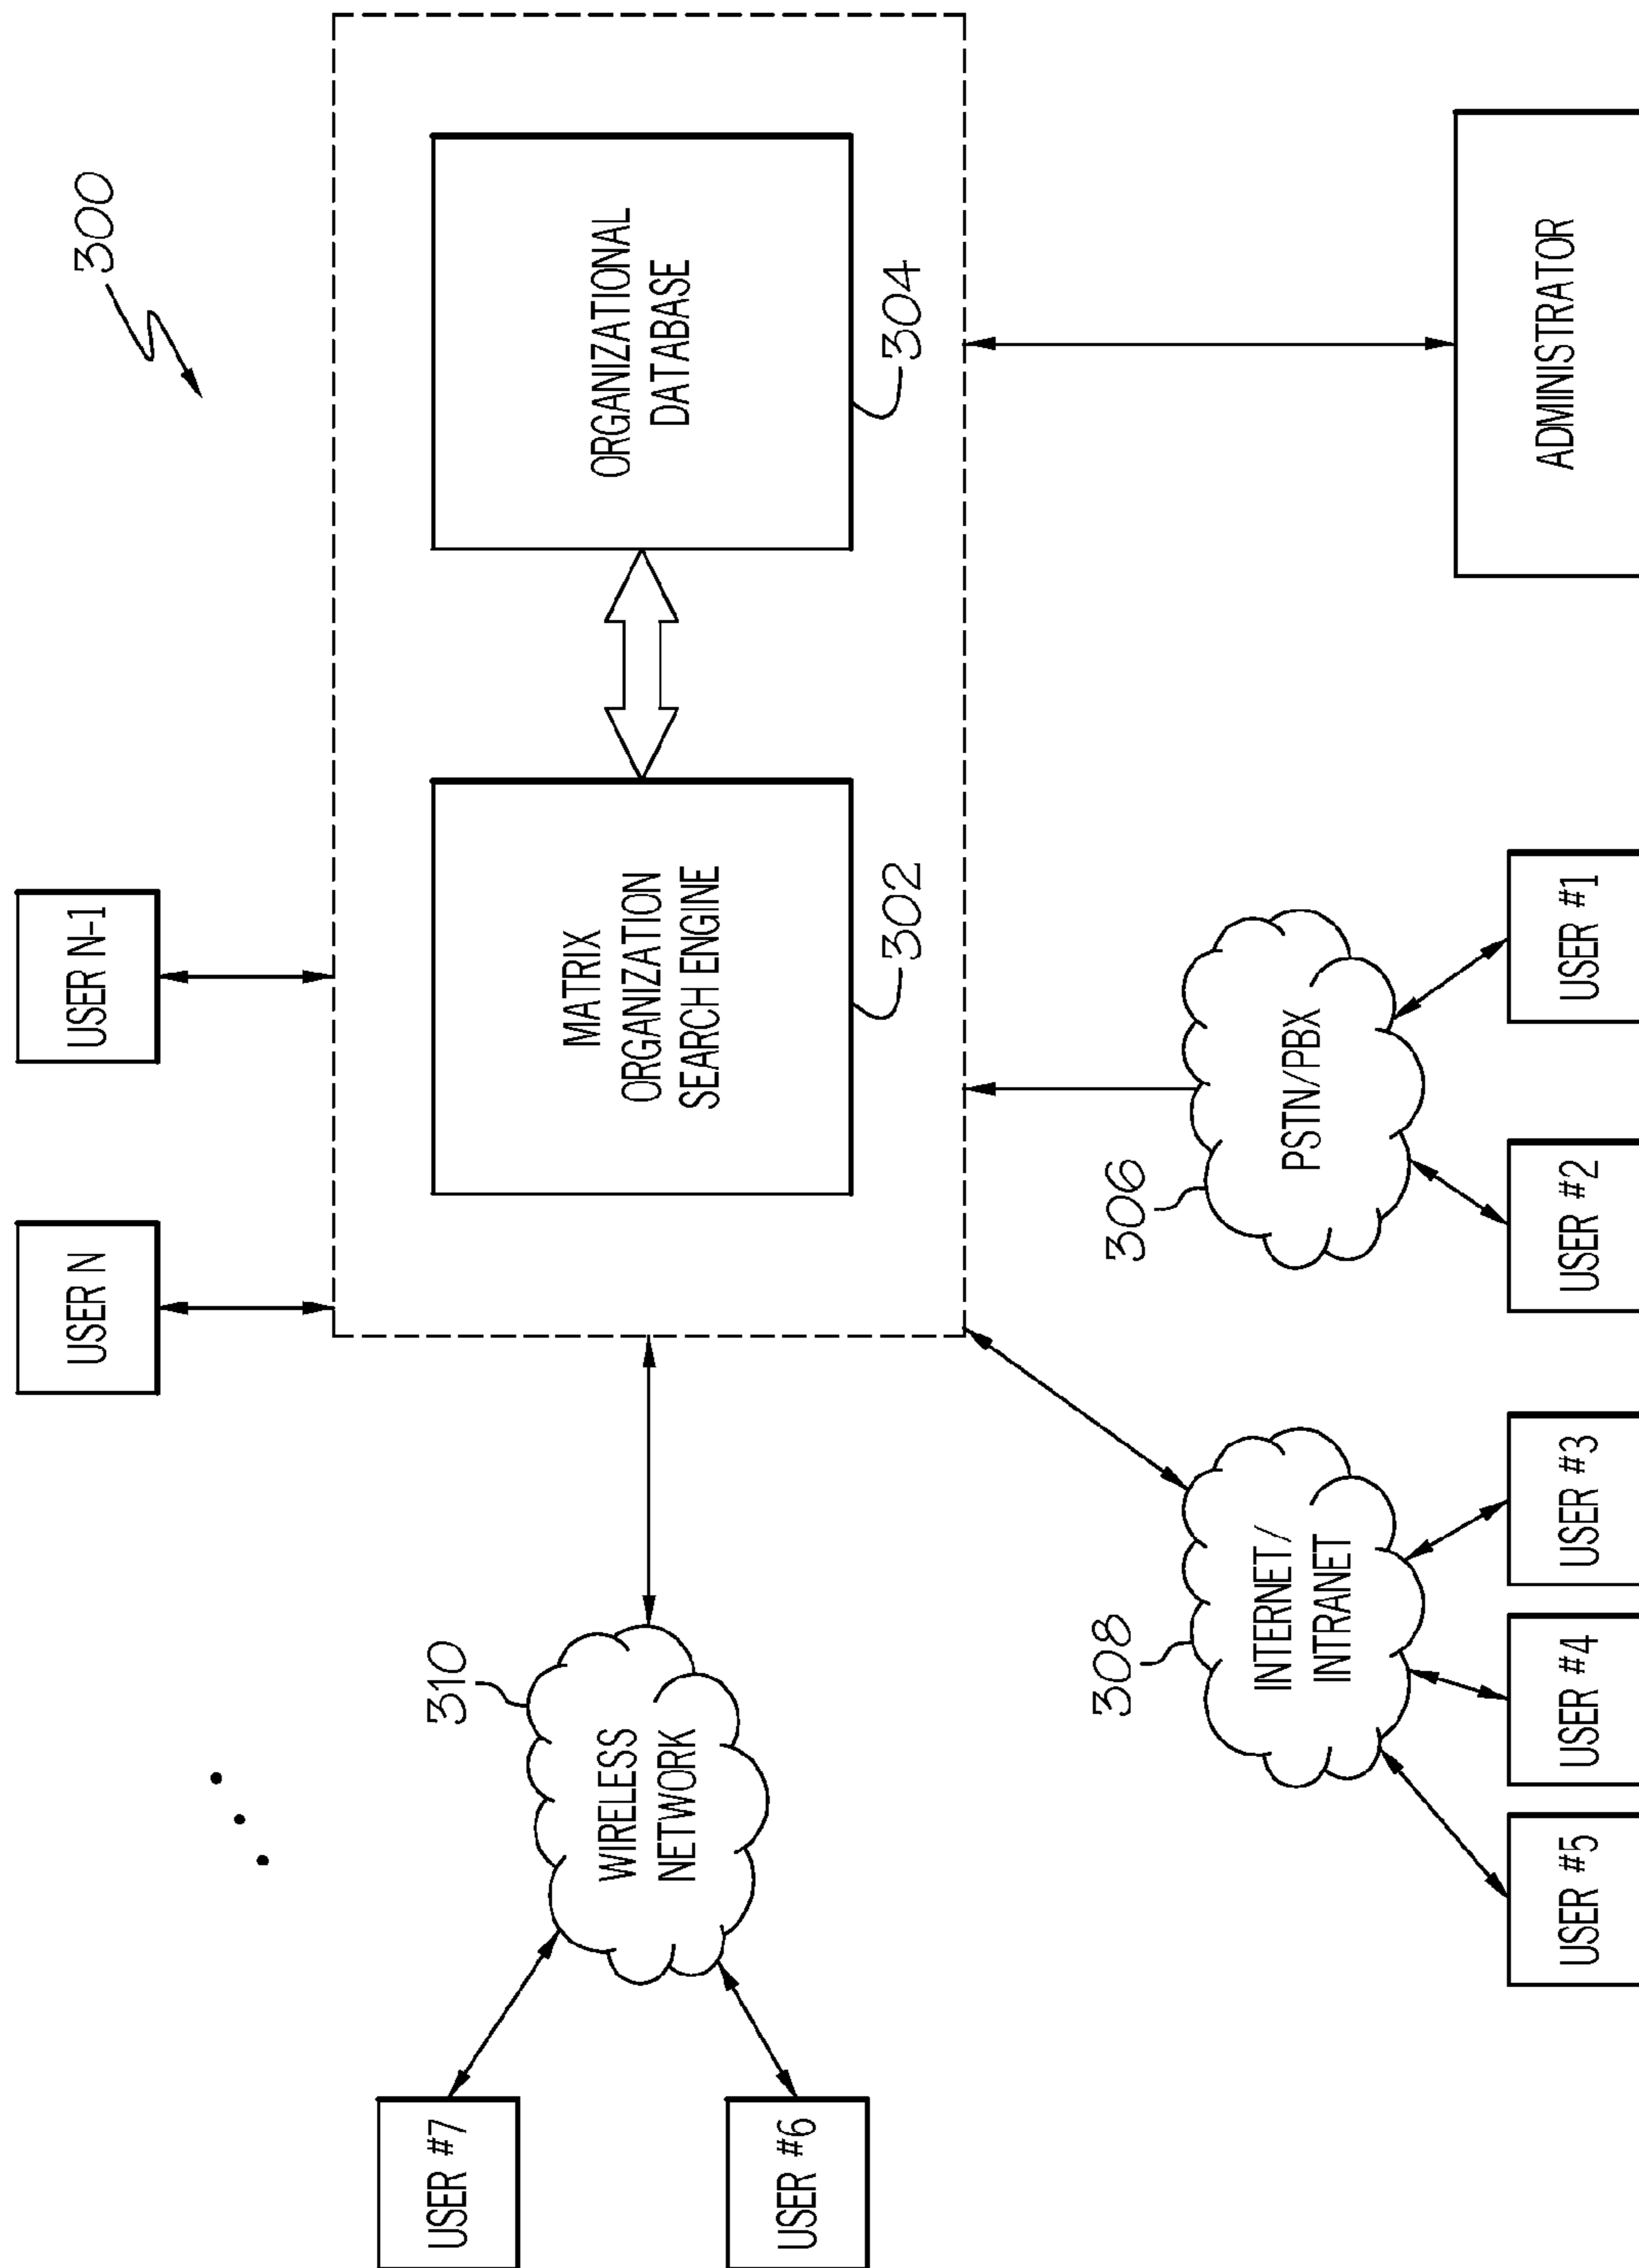 300
USER N
USER N-1
MATRIX
ORGANIZATION
SEARCH ENGINE
302
ORGANIZATIONAL
DATABASE
304
310
WIRELESS
NETWORK
USER #7
USER #6
308
INTERNET/
INTRANET
306
PSTN/PBX
USER #5
USER #4
USER #3
USER #2
USER #1
ADMINISTRATOR